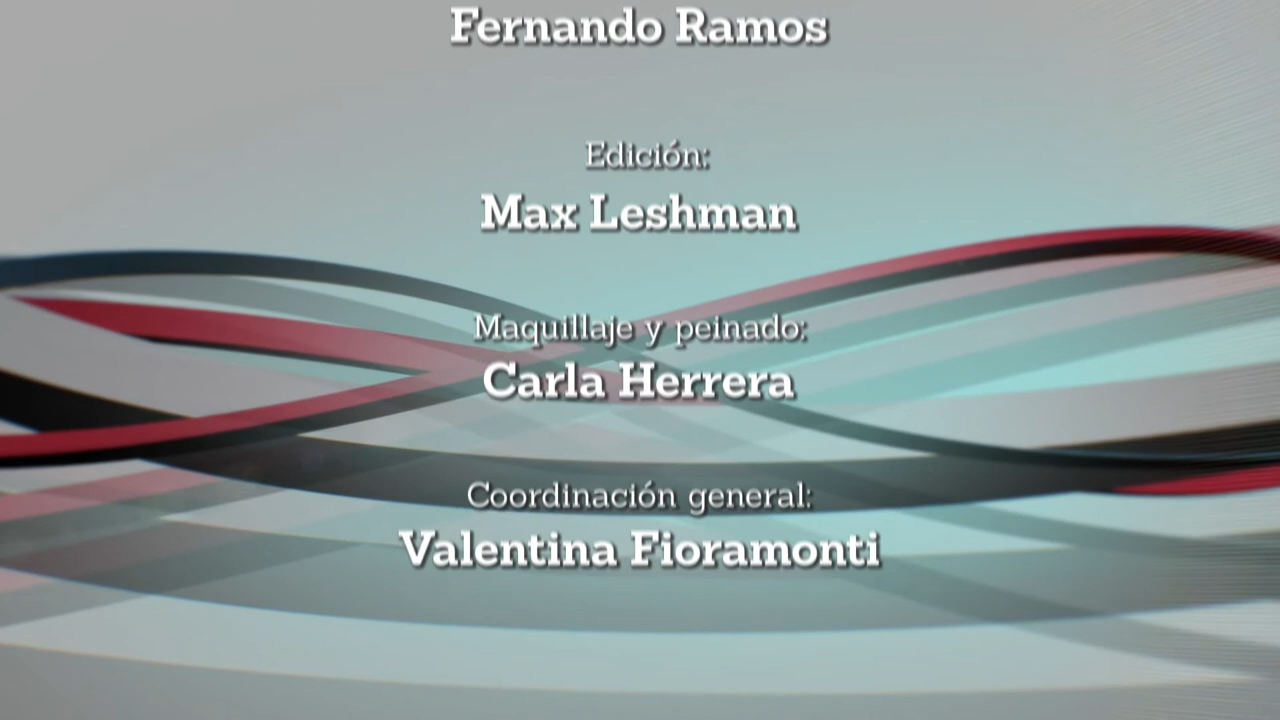 Fernando Ramos
Edición:
Max Leshman
Maquillaje y peinado:
Carla Herrera
Coordinación general:
Valentina Fioramonti